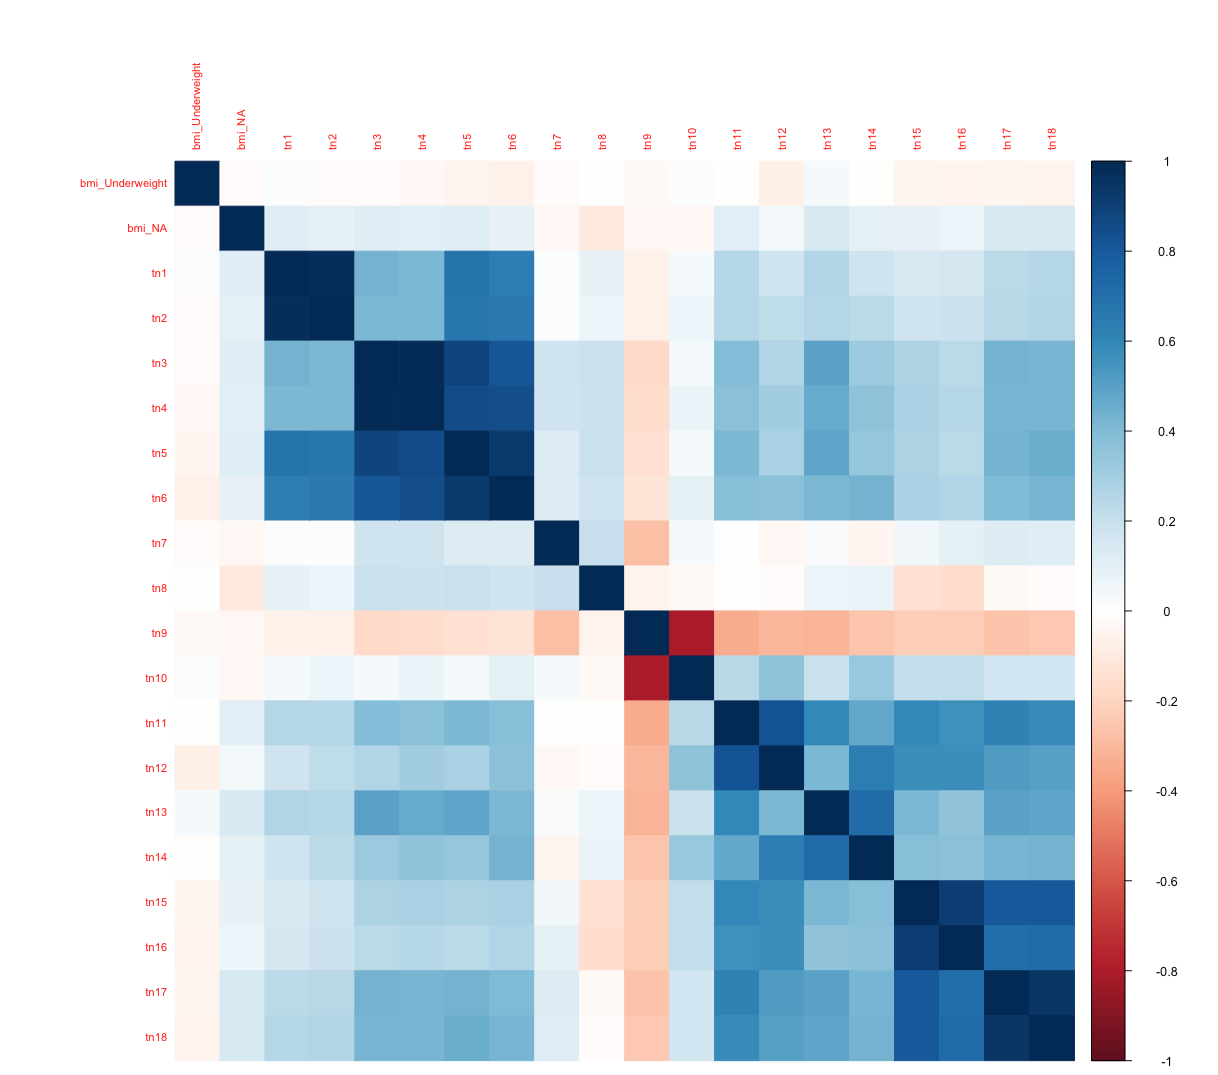 bmi_Underweight
bmi_NA
tn1
tn2
tn3
tn4
tn5
tn6
tn7
tn8
tn9
tn10
tn11
tn12
tn13
tn14
tn15
tn16
tn17
tn18
bmi_Underweight
bmi_NA
tn1
tn2
tn3
tn4
tn5
tn6
tn7
tn8
tn9
tn10
tn11
tn12
tn13
tn14
tn15
tn16
tn17
tn18
1
0.8
0.6
0.4
0.2
0
-0.2
-0.4
-0.6
-0.8
-1